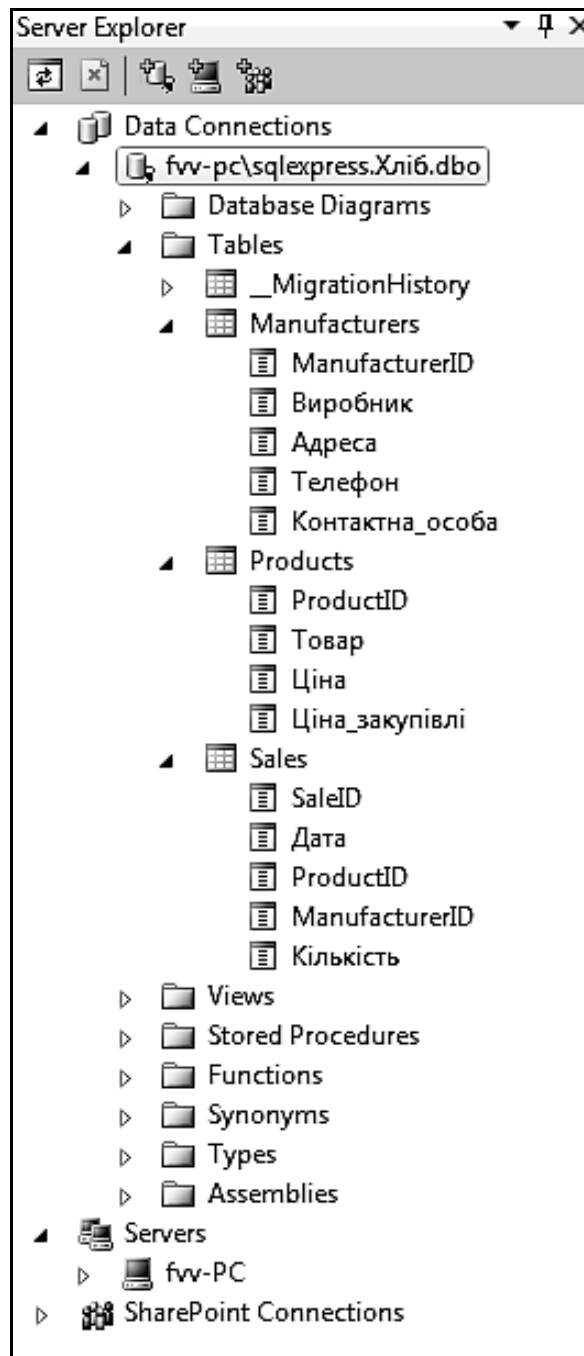 Server Explorer
Data Connections
fvv-pc\sqlexpress.Хліб.dbo
Database Diagrams
Tables
__MigrationHistory
Manufacturers
ManufacturerID
Виробник
Адреса
Телефон
Контактна_особа
Products
ProductID
Товар
Ціна
Ціна_закупівлі
Sales
SaleID
Дата
ProductID
ManufacturerID
Кількість
Views
Stored Procedures
Functions
Synonyms
Types
Assemblies
Servers
fvv-PC
SharePoint Connections